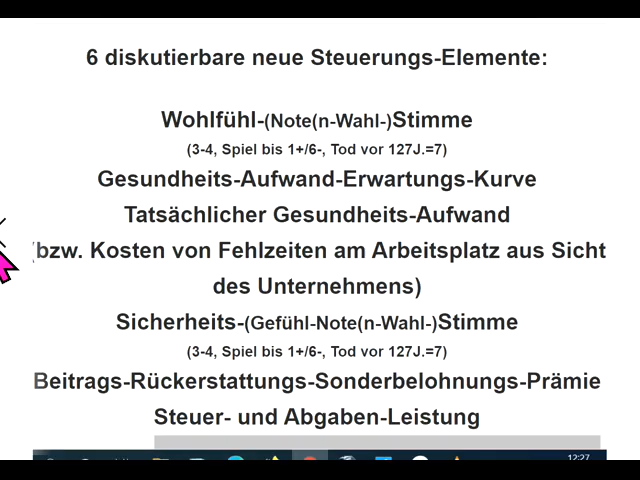 6 diskutierbare neue Steuerungs-Elemente:
Wohlfühl-(Note(n-Wahl-)Stimme
(3-4, Spiel bis 1+/6-, Tod vor 127J.=7)
Gesundheits-Aufwand-Erwartungs-Kurve
Tatsächlicher Gesundheits-Aufwand
(bzw. Kosten von Fehlzeiten am Arbeitsplatz aus Sicht
des Unternehmens)
Sicherheits-(Gefühl-Note(n-Wahl-)Stimme
(3-4, Spiel bis 1+/6-, Tod vor 127J.=7)
Beitrags-Rückerstattungs-Sonderbelohnungs-Prämie
Steuer- und Abgaben-Leistung
12:27